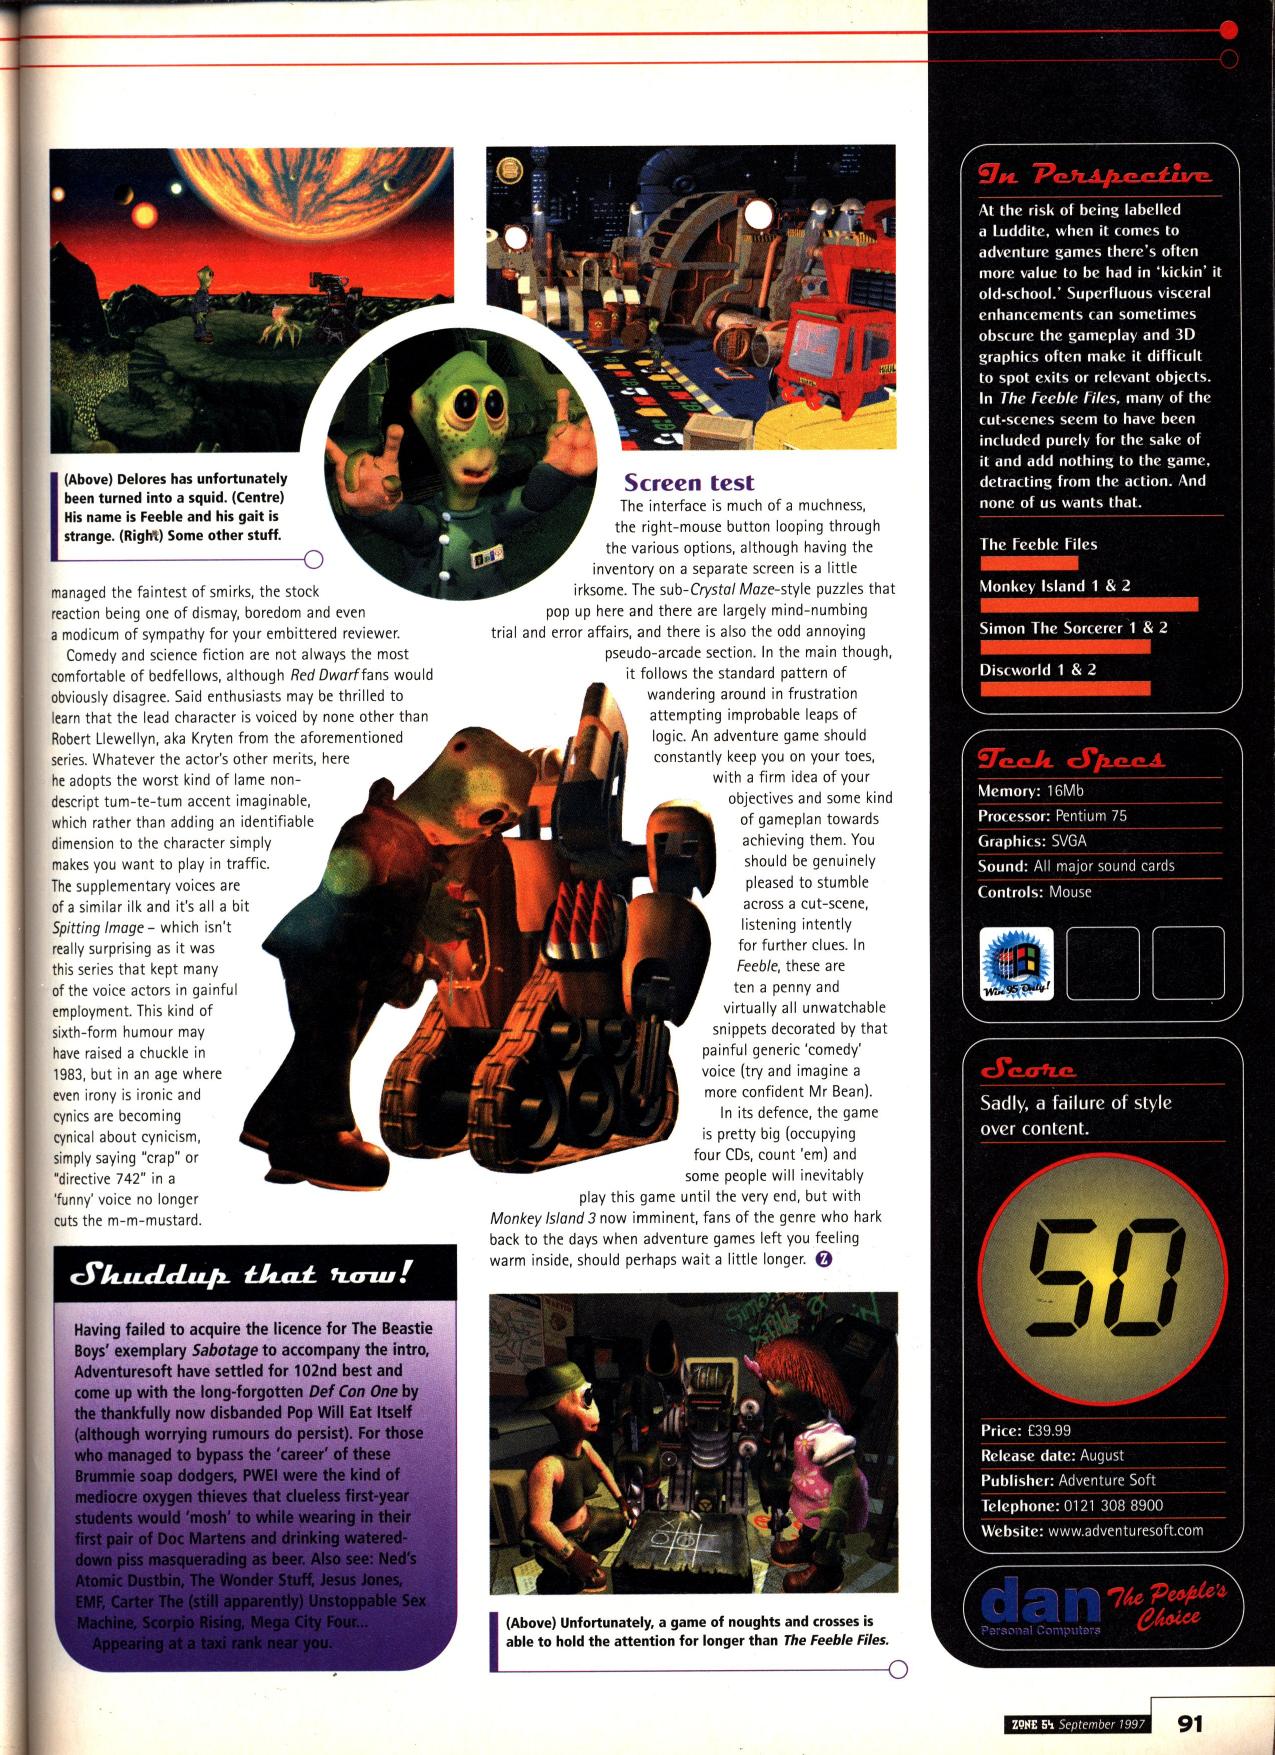 (Above) Delores has unfortunately
been turned into a squid. (Centre)
His name is Feeble and his gait is
strange. (Right) Some other stuff.
managed the faintest of smirks, the stock
reaction being one of dismay, boredom and even
a modicum of sympathy for your embittered reviewer.
Comedy and science fiction are not always the most
comfortable of bedfellows, although Red Dwarf fans would
obviously disagree. Said enthusiasts may be thrilled to
learn that the lead character is voiced by none other than
Robert Llewellyn, aka Kryten from the aforementioned
series. Whatever the actor's other merits, here
he adopts the worst kind of lame non-
descript tum-te-tum accent imaginable,
which rather than adding an identifiable
dimension to the character simply
makes you want to play in traffic.
The supplementary voices are
of a similar ilk and it's all a bit
Spitting Image – which isn't
really surprising as it was
this series that kept many
of the voice actors in gainful
employment. This kind of
sixth-form humour may
have raised a chuckle in
1983, but in an age where
even irony is ironic and
cynics are becoming
cynical about cynicism,
simply saying "crap" or
"directive 742" in a
'funny' voice no longer
cuts the m-m-mustard.
Shuddup that row!
Having failed to acquire the licence for The Beastie
Boys' exemplary Sabotage to accompany the intro,
Adventuresoft have settled for 102nd best and
come up with the long-forgotten Def Con One by
the thankfully now disbanded Pop Will Eat Itself
(although worrying rumours do persist). For those
who managed to bypass the 'career' of these
Brummie soap dodgers, PWEI were the kind of
mediocre oxygen thieves that clueless first-year
students would 'mosh' to while wearing in their
first pair of Doc Martens and drinking watered-
down piss masquerading as beer. Also see: Ned's
Atomic Dustbin, The Wonder Stuff, Jesus Jones,
EMF, Carter The (still apparently) Unstoppable Sex
Machine, Scorpio Rising, Mega City Four...
Appearing at a taxi rank near you.
Screen test
The interface is much of a muchness,
the right-mouse button looping through
the various options, although having the
inventory on a separate screen is a little
irksome. The sub-Crystal Maze-style puzzles that
pop up here and there are largely mind-numbing
trial and error affairs, and there is also the odd annoying
pseudo-arcade section. In the main though,
it follows the standard pattern of
wandering around in frustration
attempting improbable leaps of
logic. An adventure game should
constantly keep you on your toes,
with a firm idea of your
objectives and some kind
of gameplan towards
achieving them. You
should be genuinely
pleased to stumble
across a cut-scene,
listening intently
for further clues. In
Feeble, these are
ten a penny and
virtually all unwatchable
snippets decorated by that
painful generic 'comedy'
voice (try and imagine a
more confident Mr Bean).
In its defence, the game
is pretty big (occupying
four CDs, count 'em) and
some people will inevitably
play this game until the very end, but with
Monkey Island 3 now imminent, fans of the genre who hark
back to the days when adventure games left you feeling
warm inside, should perhaps wait a little longer. Z
(Above) Unfortunately, a game of noughts and crosses is
able to hold the attention for longer than The Feeble Files.
In Perspective
At the risk of being labelled
a Luddite, when it comes to
adventure games there's often
more value to be had in 'kickin' it
old-school.' Superfluous visceral
enhancements can sometimes
obscure the gameplay and 3D
graphics often make it difficult
to spot exits or relevant objects.
In The Feeble Files, many of the
cut-scenes seem to have been
included purely for the sake of
it and add nothing to the game,
detracting from the action. And
none of us wants that.
The Feeble Files
Monkey Island 1 & 2
Simon The Sorcerer 1 & 2
Discworld 1 & 2
Tech Specs
Memory: 16Mb
Processor: Pentium 75
Graphics: SVGA
Sound: All major sound cards
Controls: Mouse
Win 95 Only!
Score
Sadly, a failure of style
over content.
50
Price: £39.99
Release date: August
Publisher: Adventure Soft
Telephone: 0121 308 8900
Website: www.adventuresoft.com
dan The People's
Personal Computers Choice
ZONE 54 September 1997 91